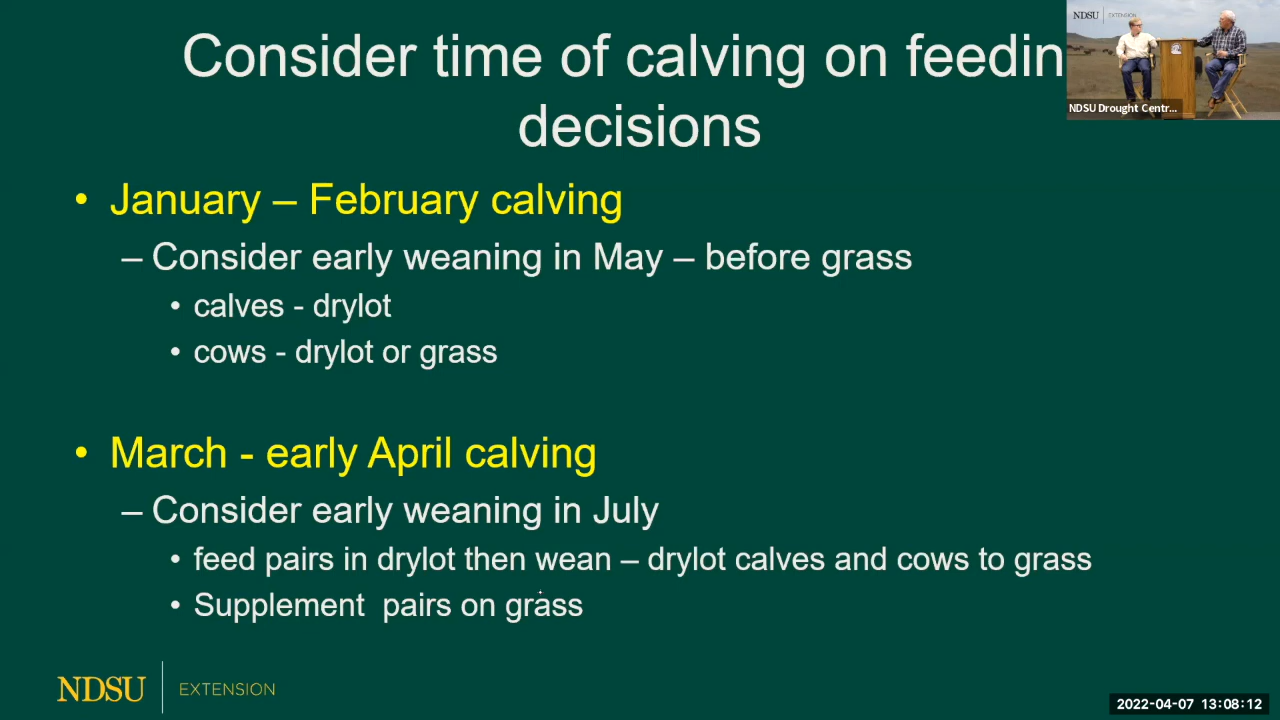 Consider time of calving on feedin
decisions
• January – February calving
– Consider early weaning in May – before grass
• calves - drylot
• cows - drylot or grass
• March - early April calving
– Consider early weaning in July
• feed pairs in drylot then wean – drylot calves and cows to grass
• Supplement pairs on grass
NDSU EXTENSION
NDSU EXTENSION
NDSU Drought Centr...
2022-04-07 13:08:12